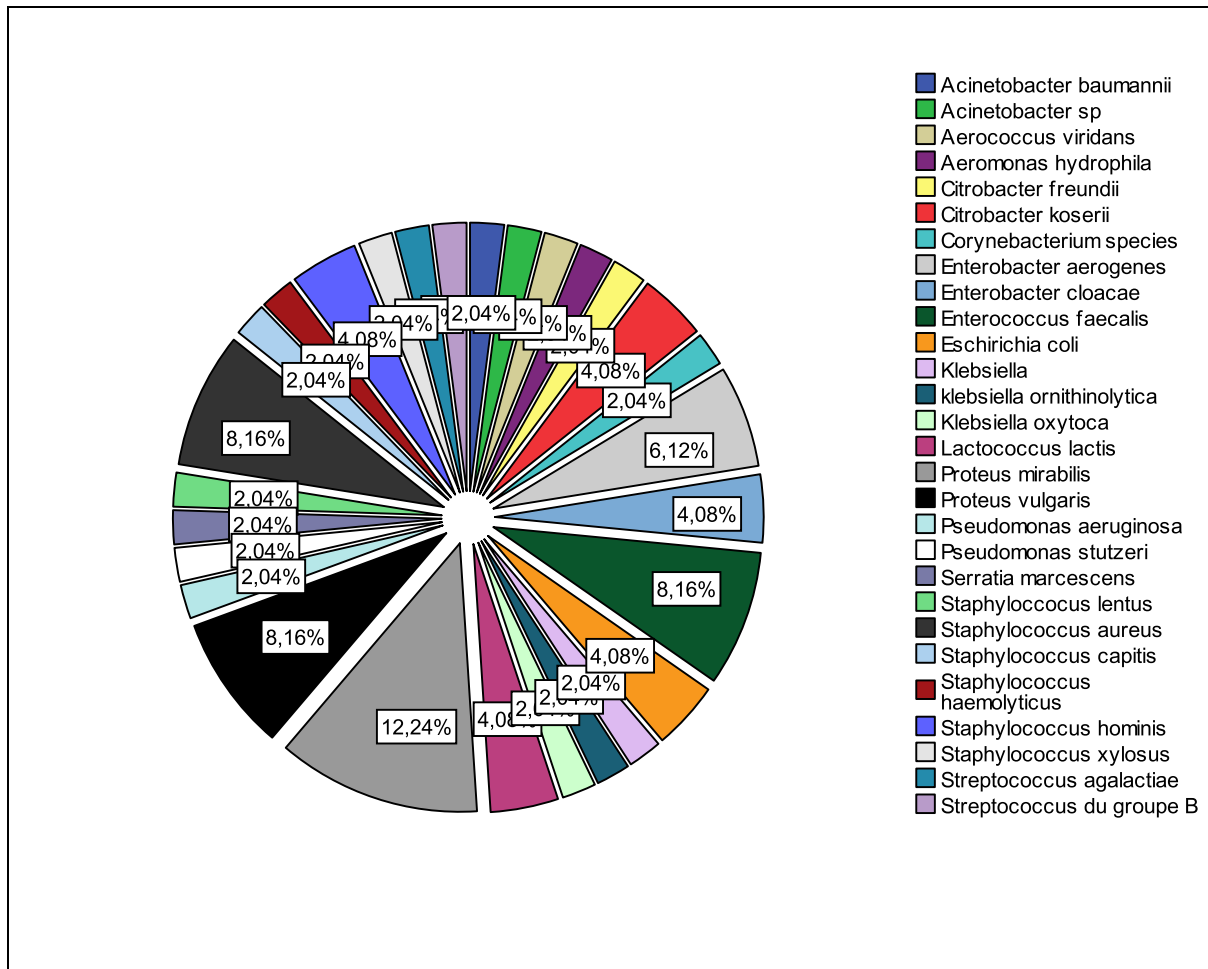 Acinetobacter baumannii
Acinetobacter sp
Aerococcus viridans
Aeromonas hydrophila
Citrobacter freundii
Citrobacter koserii
Corynebacterium species
Enterobacter aerogenes
Enterobacter cloacae
Enterococcus faecalis
Eschirichia coli
Klebsiella
klebsiella ornithinolytica
Klebsiella oxytoca
Lactococcus lactis
Proteus mirabilis
Proteus vulgaris
Pseudomonas aeruginosa
Pseudomonas stutzeri
Serratia marcescens
Staphyloccocus lentus
Staphylococcus aureus
Staphylococcus capitis
Staphylococcus
haemolyticus
Staphylococcus hominis
Staphylococcus xylosus
Streptococcus agalactiae
Streptococcus du groupe B
2,04%
4,08%
2,04%
6,12%
4,08%
8,16%
4,08%
2,04%
12,24%
8,16%
2,04%
2,04%
2,04%
2,04%
8,16%
2,04%
2,04%
4,08%
2,04%